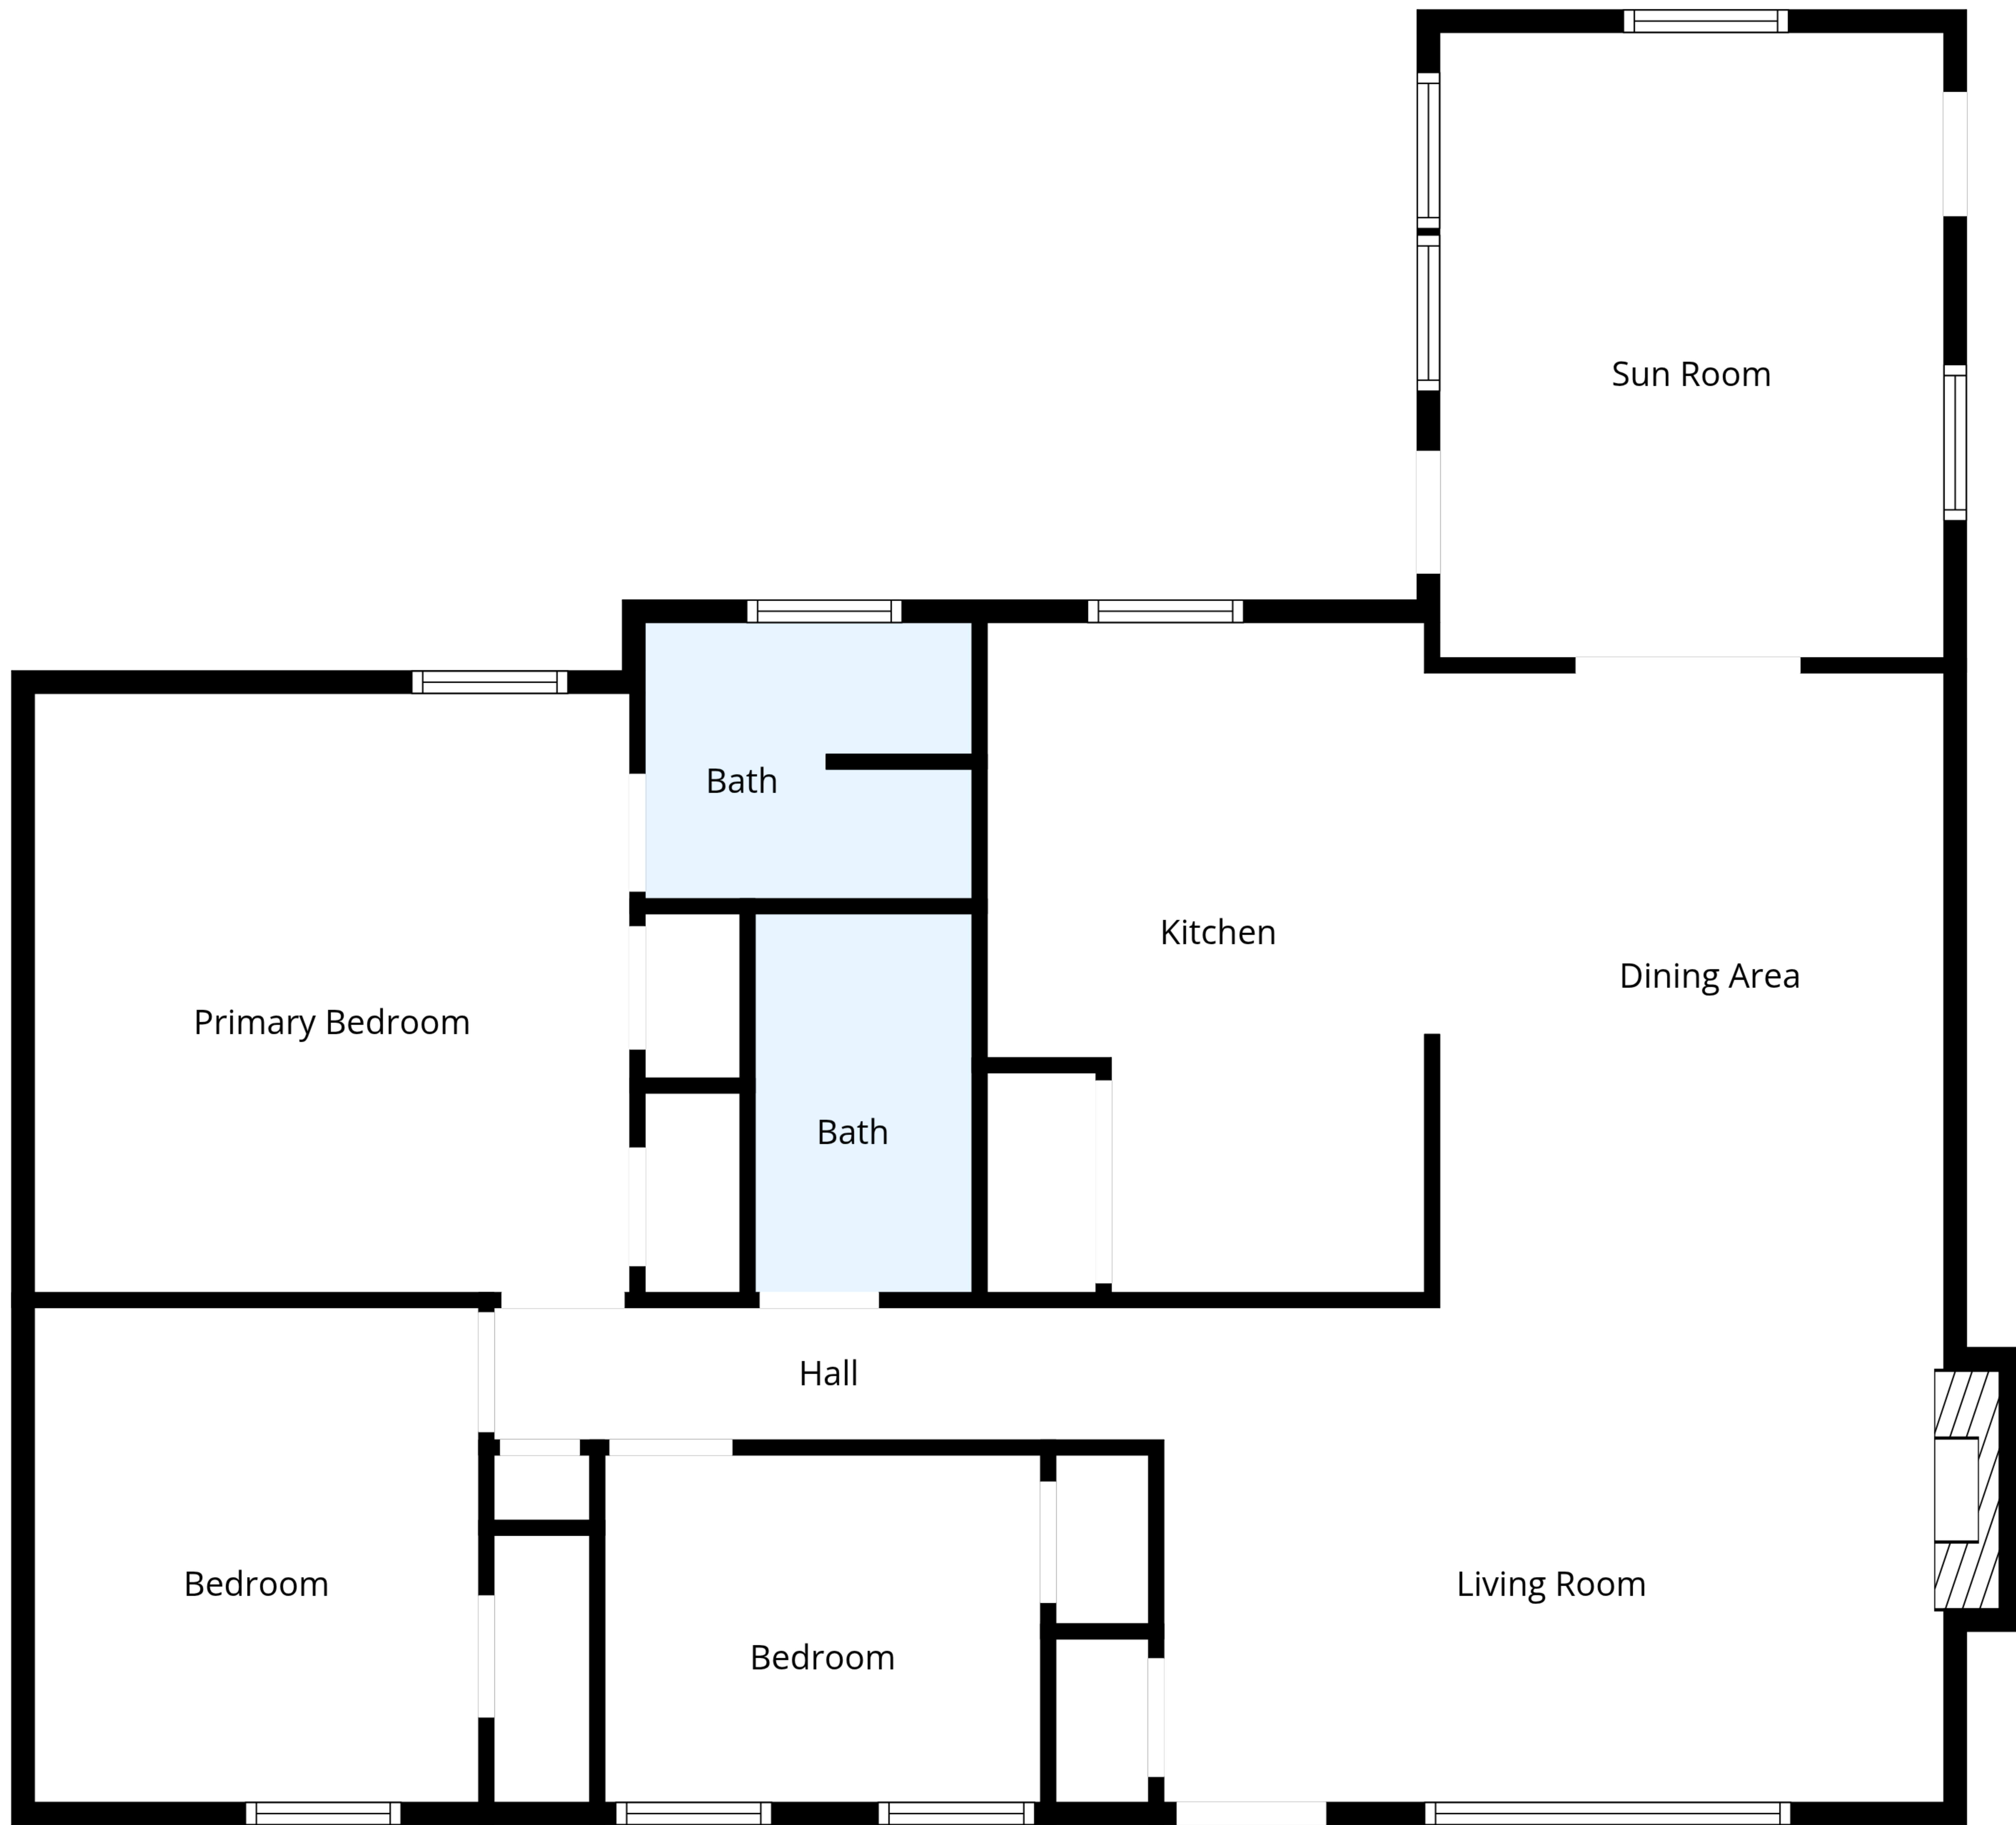 Sun Room
Bath
Kitchen
Dining Area
Primary Bedroom
Bath
Hall
Bedroom
Living Room
Bedroom